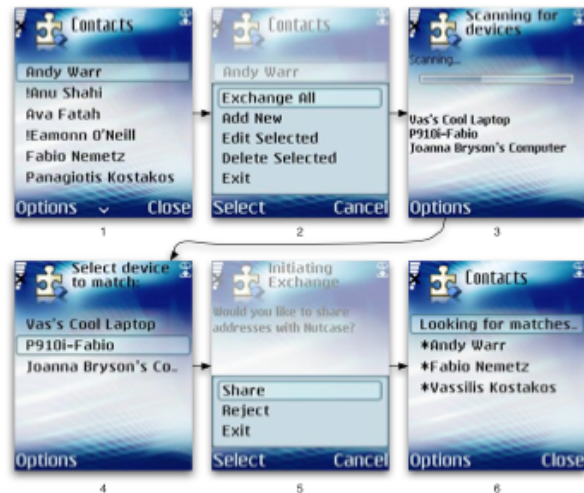 Contacts
Andy Warr
!Anu Shahi
Ava Fatah
!Eamonn O'Neill
Fabio Nemetz
Panagiotis Kostakos
Options Close
1
Contacts
Andy Warr
Exchange All
Add New
Edit Selected
Delete Selected
Exit
Select Cancel
2
Scanning for
devices
Scanning...
Vas's Cool Laptop
P910i-Fabio
Joanna Bryson's Computer
Options
3
Select device
to match:
Vas's Cool Laptop
P910i-Fabio
Joanna Bryson's Co..
Options
4
Initiating
Exchange
Would you like to share
addresses with Nutcase?
Share
Reject
Exit
Select Cancel
5
Contacts
Looking for matches..
*Andy Warr
*Fabio Nemetz
*Vassilis Kostakos
Options Close
6